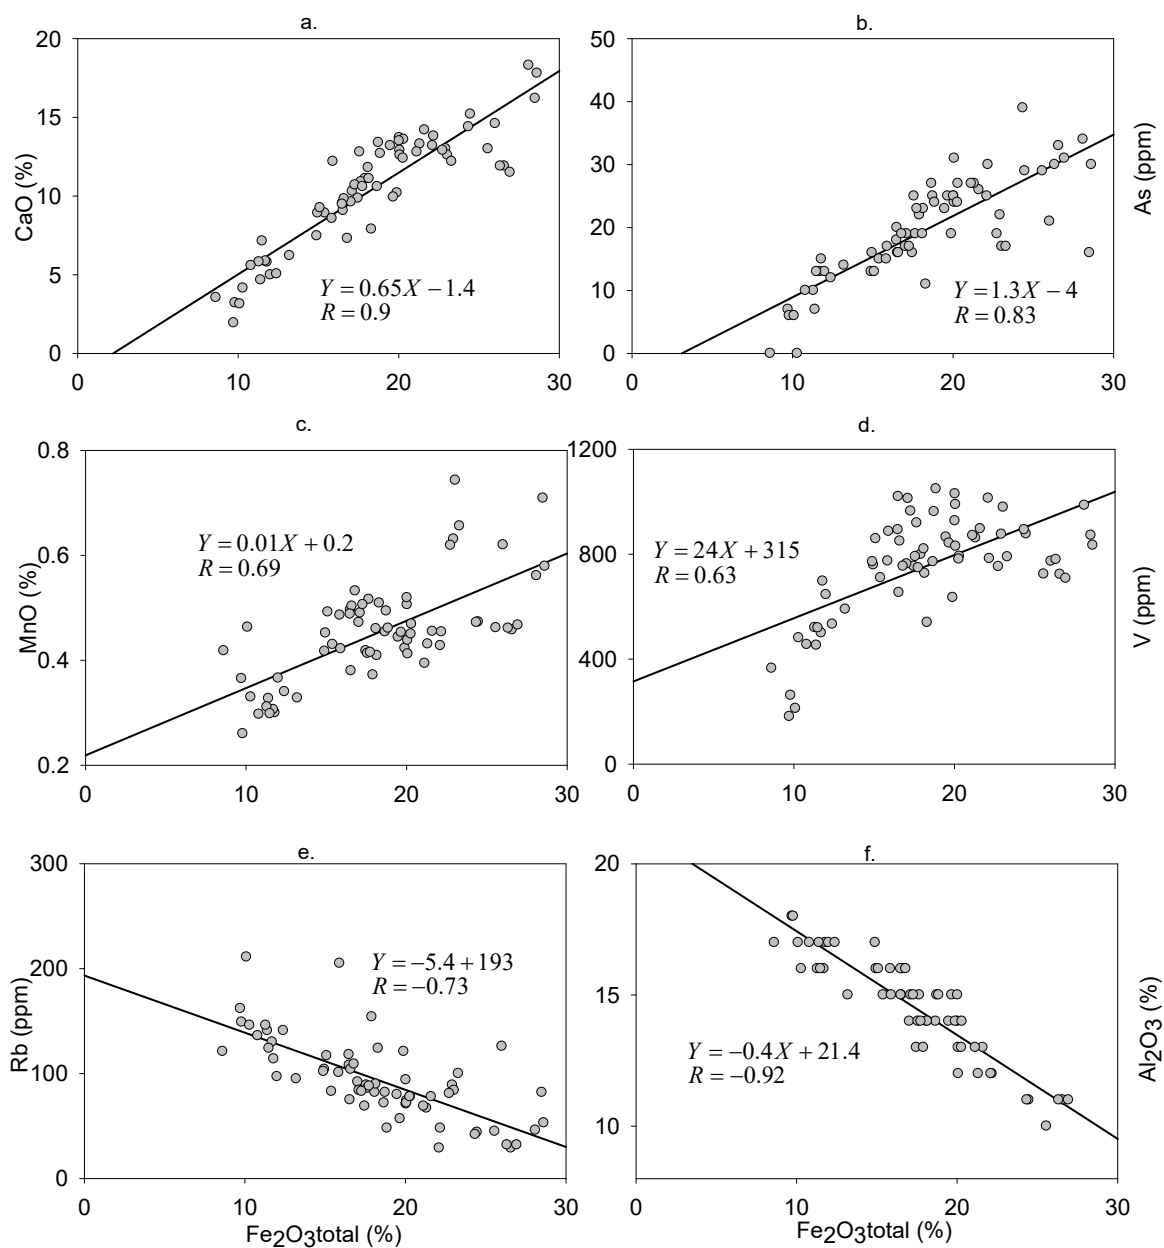 a.
20
15
10
5
0
0
10
20
30
CaO (%)
Y = 0.65X − 1.4
R = 0.9
b.
50
40
30
20
10
0
0
10
20
30
As (ppm)
Y = 1.3X − 4
R = 0.83
c.
0.8
0.6
0.4
0.2
0
10
20
30
MnO (%)
Y = 0.01X + 0.2
R = 0.69
d.
1200
800
400
0
0
10
20
30
V (ppm)
Y = 24X + 315
R = 0.63
e.
300
200
100
0
0
10
20
30
Rb (ppm)
Y = −5.4 + 193
R = −0.73
Fe2O3total (%)
f.
20
15
10
0
10
20
30
Al2O3 (%)
Y = −0.4X + 21.4
R = −0.92
Fe2O3total (%)